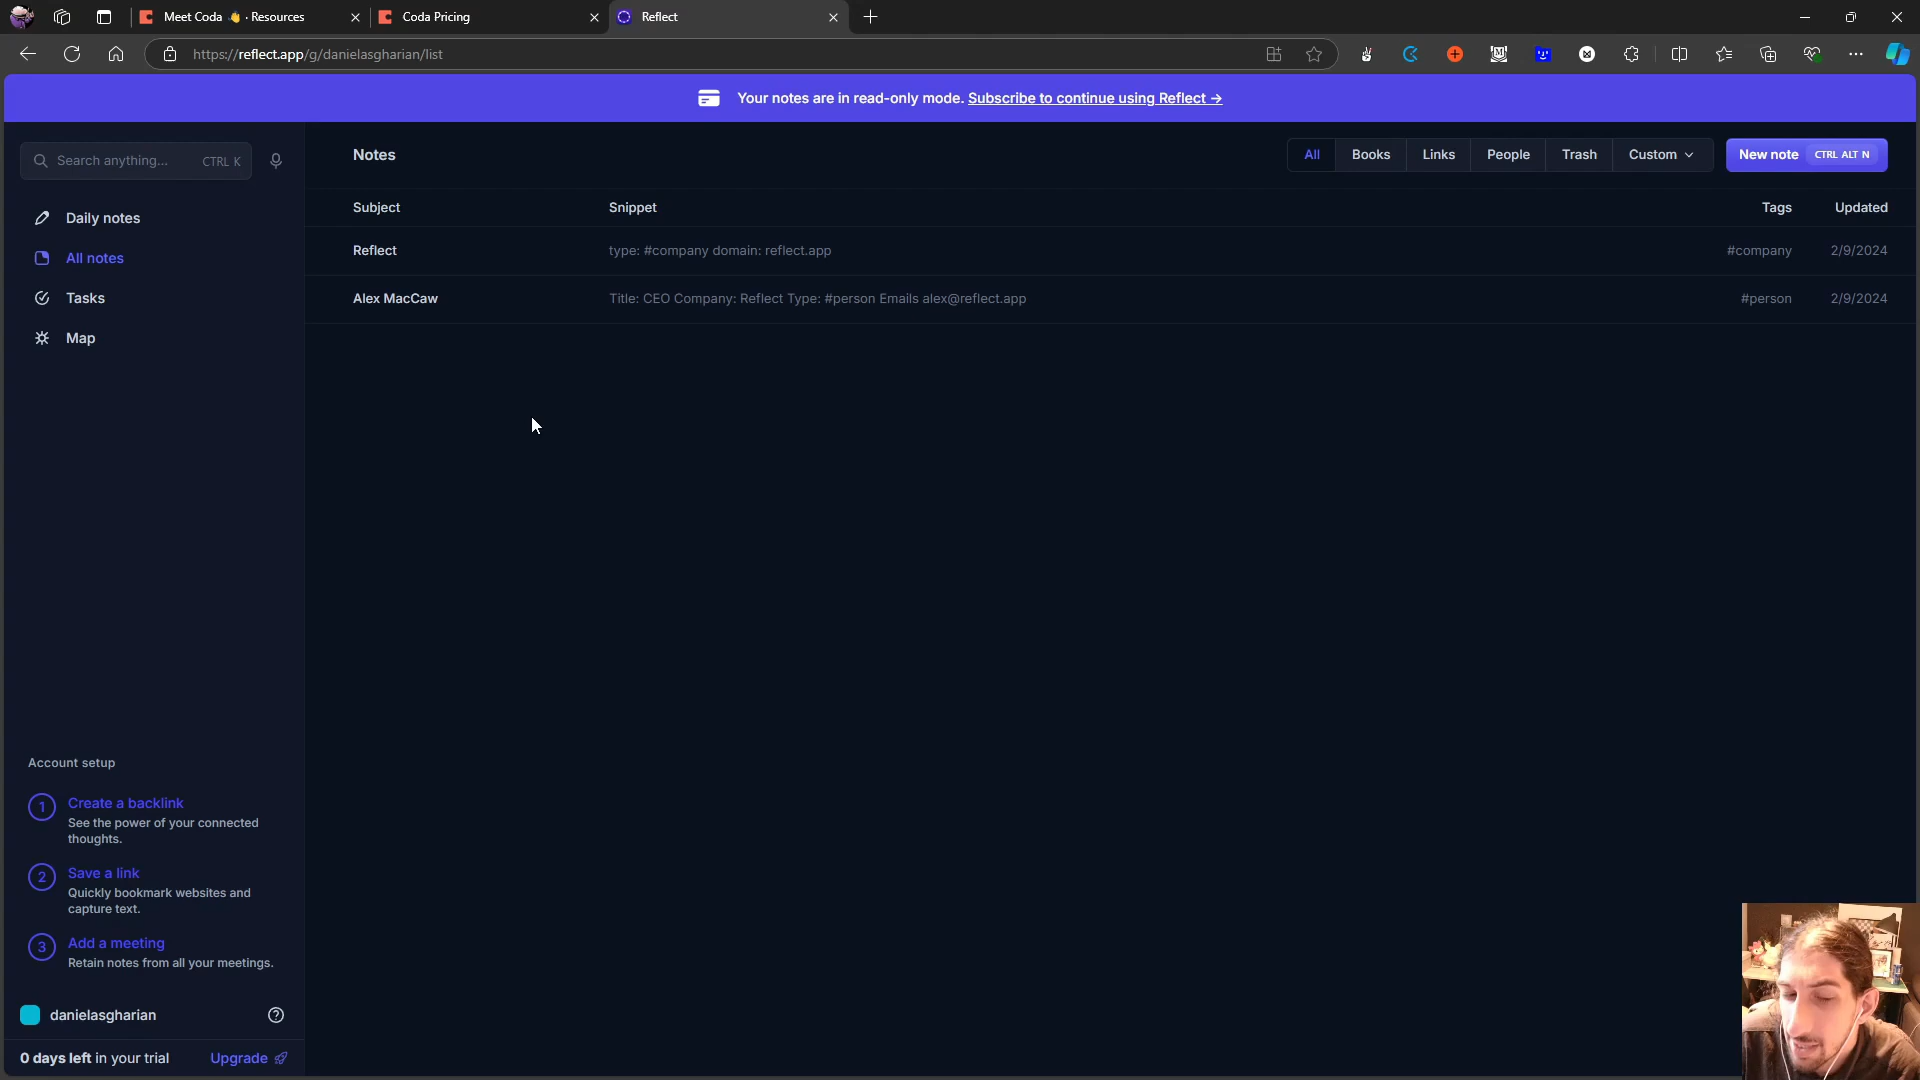 Meet Coda 👋 · Resources
Coda Pricing
Reflect
https://reflect.app/g/danielasgharian/list
Your notes are in read-only mode. Subscribe to continue using Reflect →
Search anything... CTRL K
Notes
All
Books
Links
People
Trash
Custom
New note CTRL ALT N
Daily notes
All notes
Tasks
Map
Subject Snippet Tags Updated
Reflect type: #company domain: reflect.app #company 2/9/2024
Alex MacCaw Title: CEO Company: Reflect Type: #person Emails alex@reflect.app #person 2/9/2024
Account setup
1 Create a backlink
See the power of your connected
thoughts.
2 Save a link
Quickly bookmark websites and
capture text.
3 Add a meeting
Retain notes from all your meetings.
danielasgharian
0 days left in your trial Upgrade